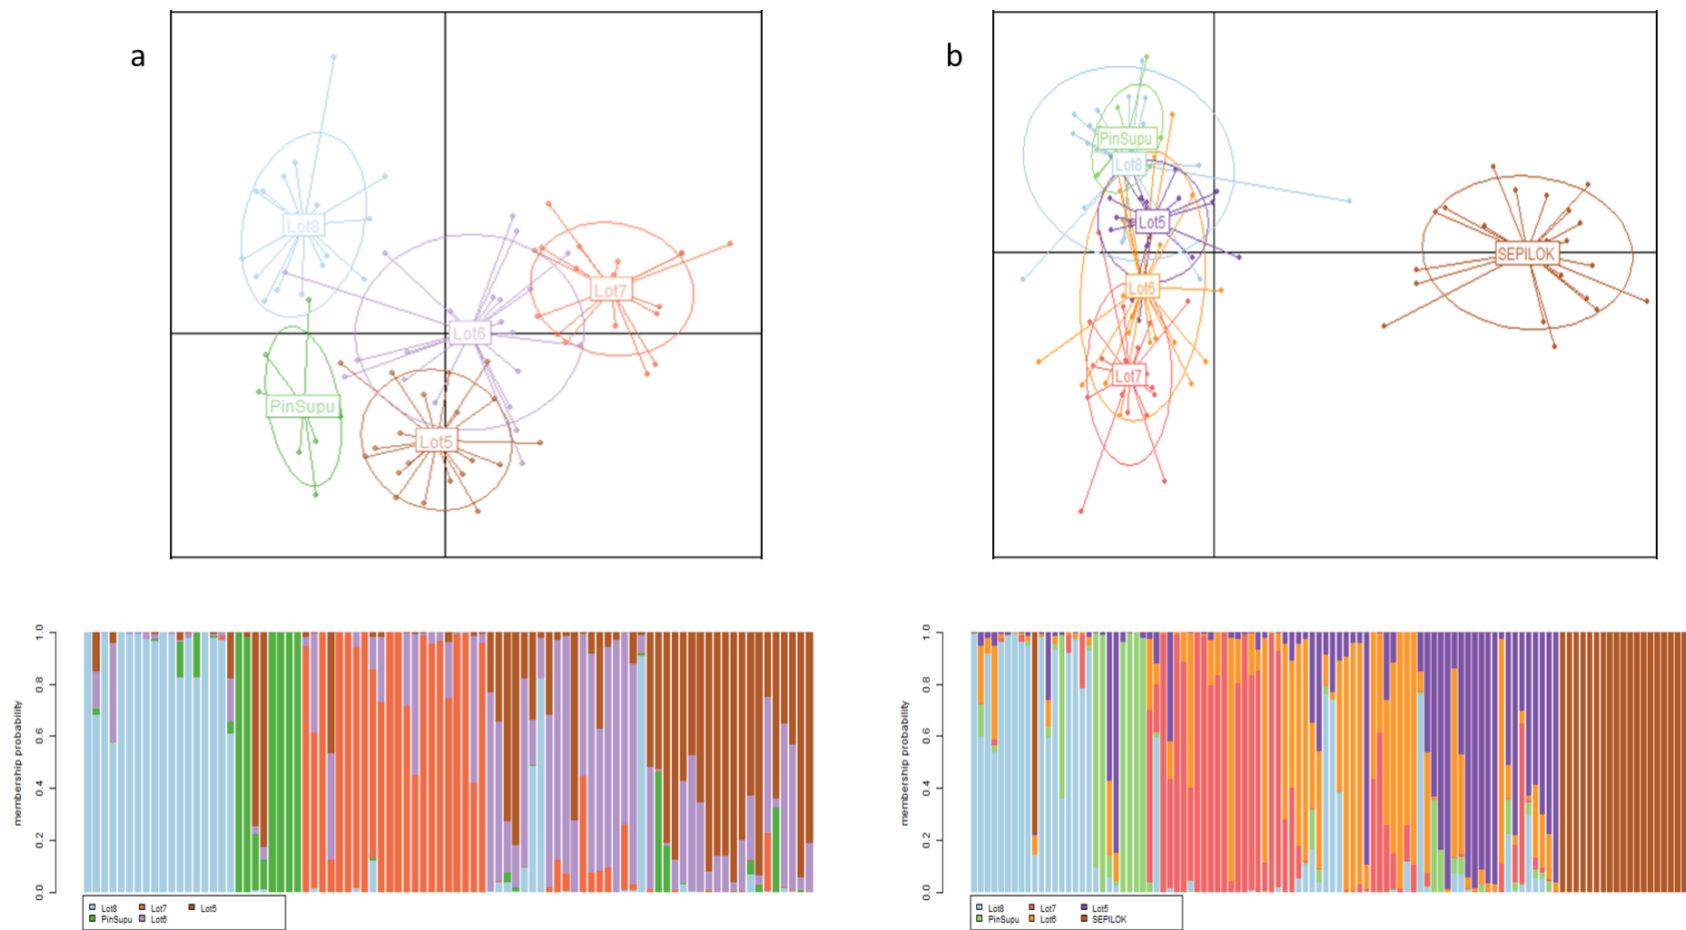 a
b
Lot8
Lot7
Lot6
PinSupu
Lot5
PinSupu
Lot8
Lot5
SEPILOK
Lot6
Lot7
membership probability
0.0 0.2 0.4 0.6 0.8 1.0
Lot8 Lot7 Lot5
PinSupu Lot6
membership probability
0.0 0.2 0.4 0.6 0.8 1.0
Lot8 Lot7 Lot5
PinSupu Lot6 SEPILOK